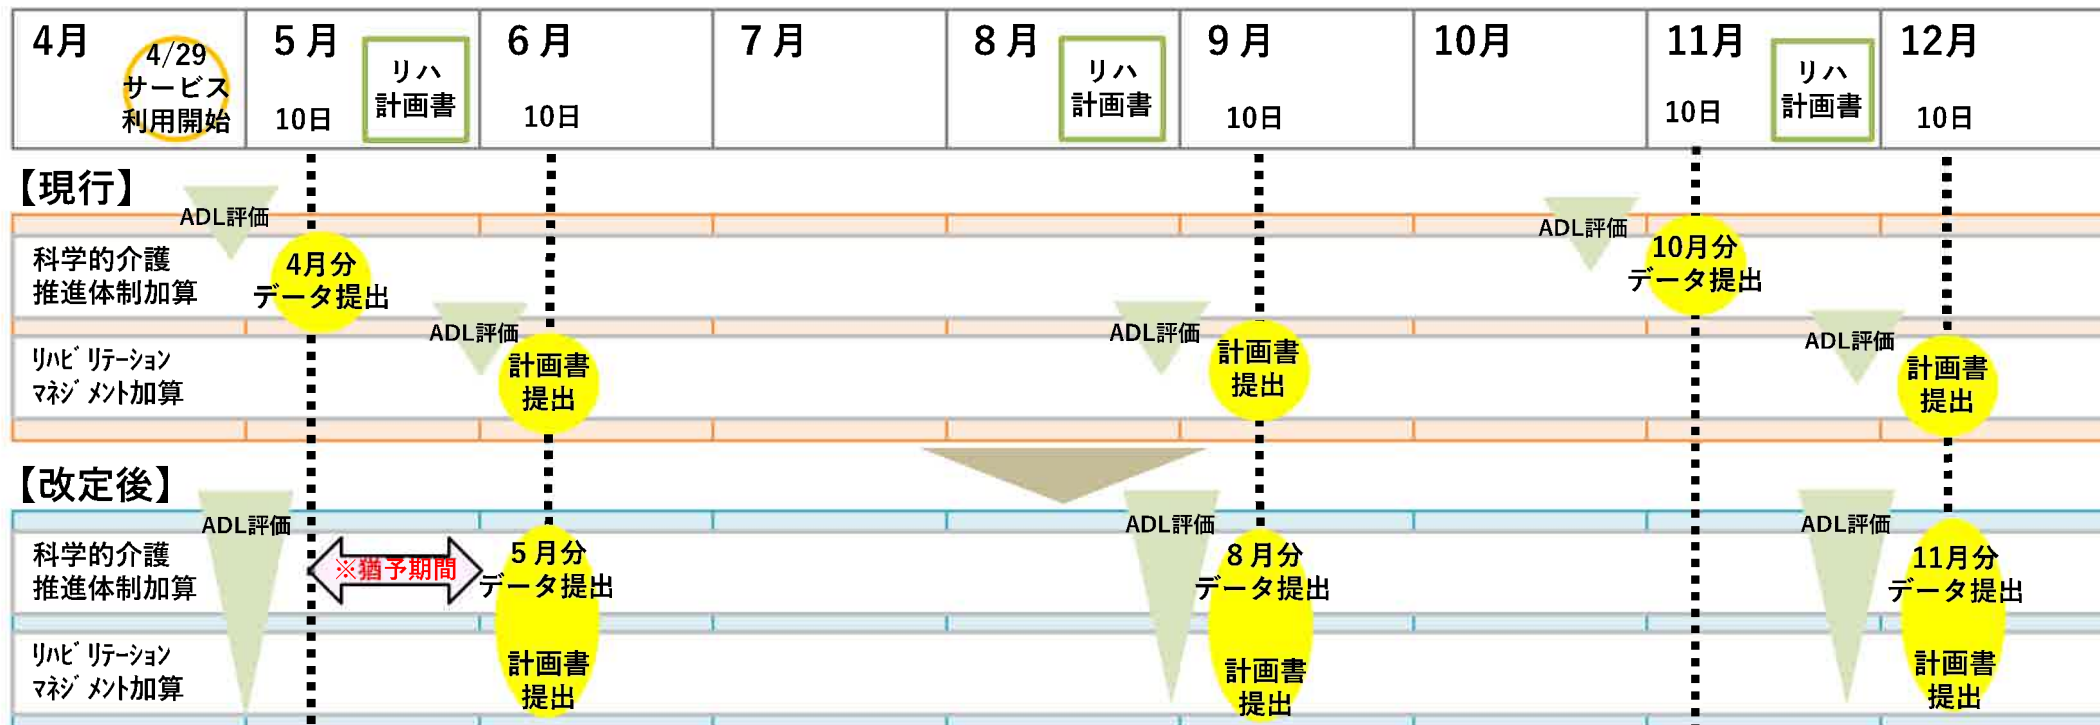 4月
4/29
サービス
利用開始
5月
10日
リハ
計画書
6月
10日
7月
8月
リハ
計画書
9月
10日
10月
11月
10日
リハ
計画書
12月
10日
【現行】
ADL評価
ADL評価
科学的介護
推進体制加算
4月分
データ提出
10月分
データ提出
ADL評価
ADL評価
ADL評価
リハビリテーション
マネジメント加算
計画書
提出
計画書
提出
計画書
提出
【改定後】
ADL評価
ADL評価
ADL評価
科学的介護
推進体制加算
※猶予期間
5月分
データ提出
8月分
データ提出
11月分
データ提出
リハビリテーション
マネジメント加算
計画書
提出
計画書
提出
計画書
提出